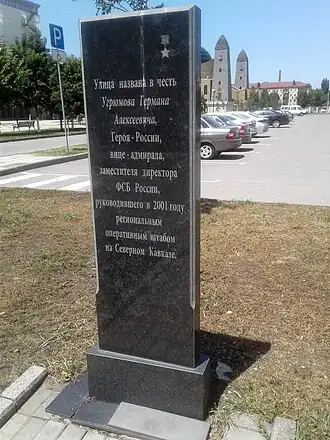 Улица названа в честь
Угрюмова Германа
Алексеевича,
Героя России,
вице-адмирала,
заместителя директора
ФСБ России,
руководившего в 2001 году
региональным
оперативным штабом
на Северном Кавказе.
P